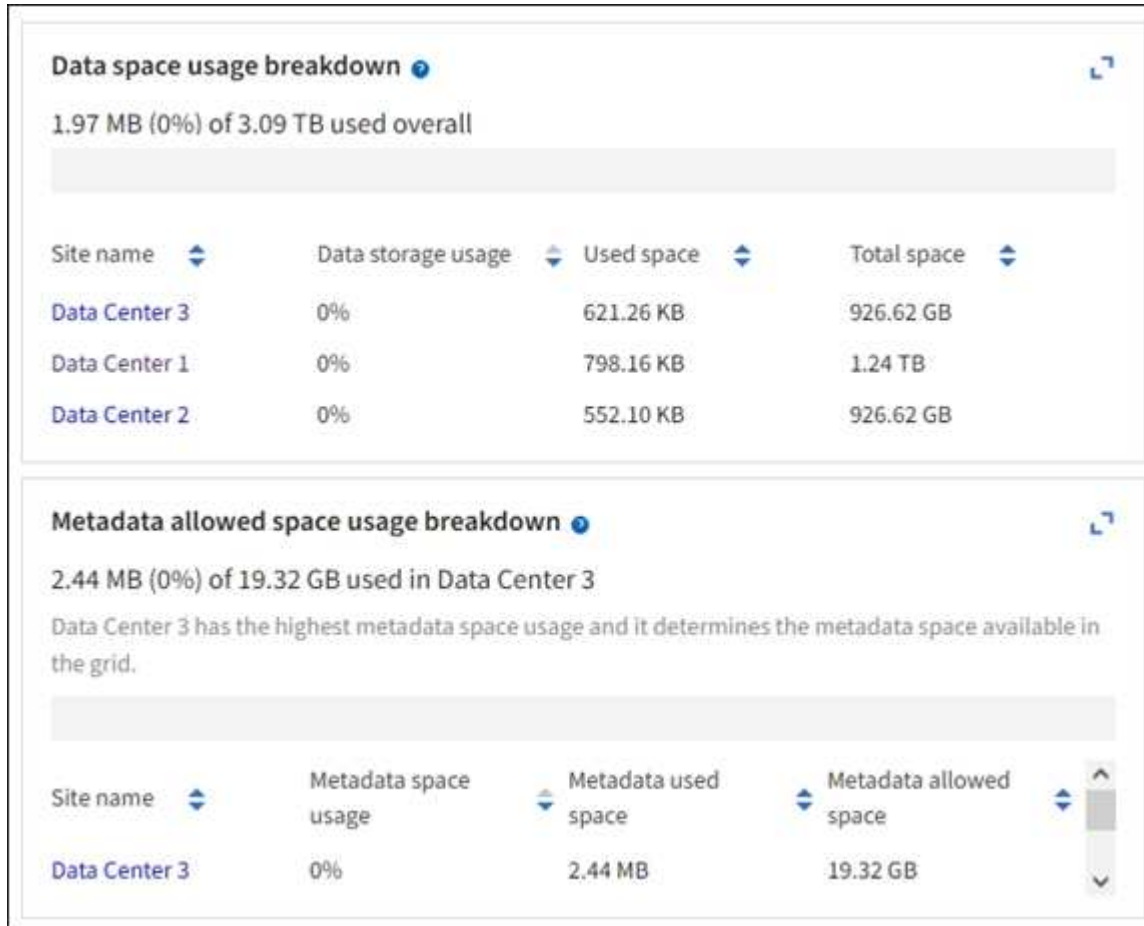 Data space usage breakdown ?
1.97 MB (0%) of 3.09 TB used overall
Site name Data storage usage Used space Total space
Data Center 3 0% 621.26 KB 926.62 GB
Data Center 1 0% 798.16 KB 1.24 TB
Data Center 2 0% 552.10 KB 926.62 GB
Metadata allowed space usage breakdown ?
2.44 MB (0%) of 19.32 GB used in Data Center 3
Data Center 3 has the highest metadata space usage and it determines the metadata space available in
the grid.
Site name Metadata space usage Metadata used space Metadata allowed space
Data Center 3 0% 2.44 MB 19.32 GB